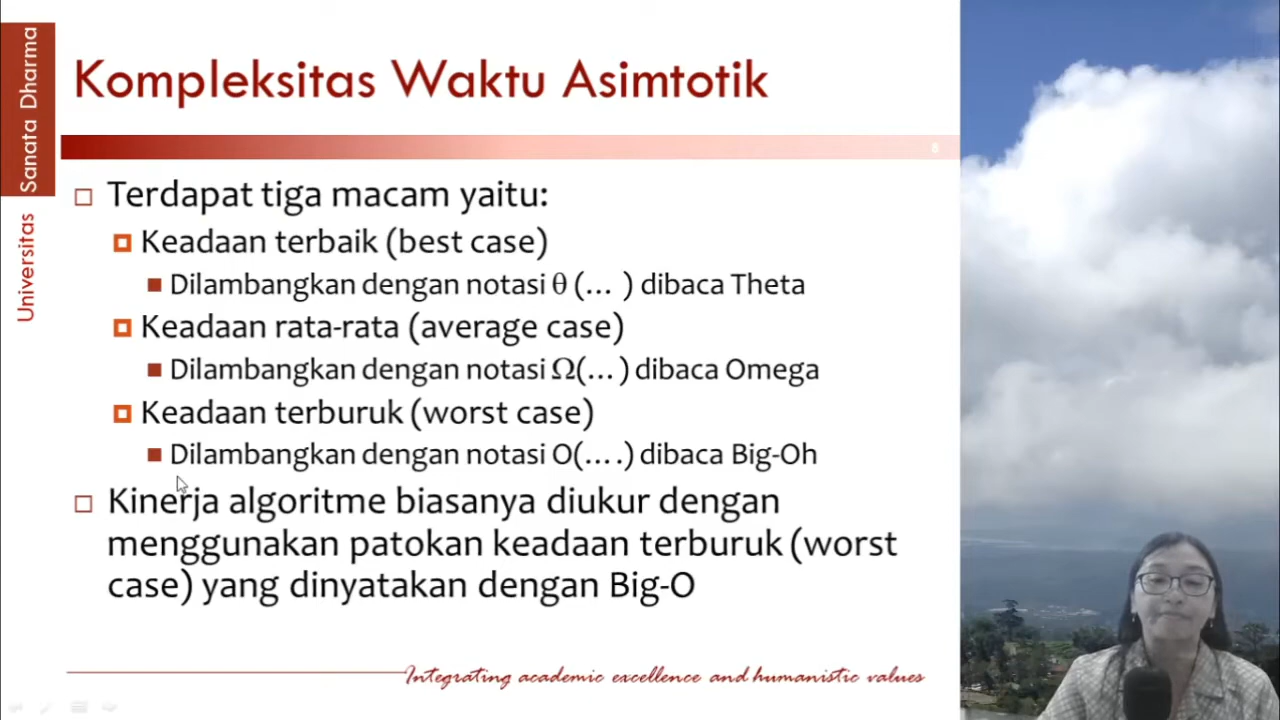 Universitas Sanata Dharma
Kompleksitas Waktu Asimtotik
8
Terdapat tiga macam yaitu:
Keadaan terbaik (best case)
Dilambangkan dengan notasi θ (… ) dibaca Theta
Keadaan rata-rata (average case)
Dilambangkan dengan notasi Ω(… ) dibaca Omega
Keadaan terburuk (worst case)
Dilambangkan dengan notasi O(….) dibaca Big-Oh
Kinerja algoritme biasanya diukur dengan
menggunakan patokan keadaan terburuk (worst
case) yang dinyatakan dengan Big-O
Integrating academic excellence and humanistic values